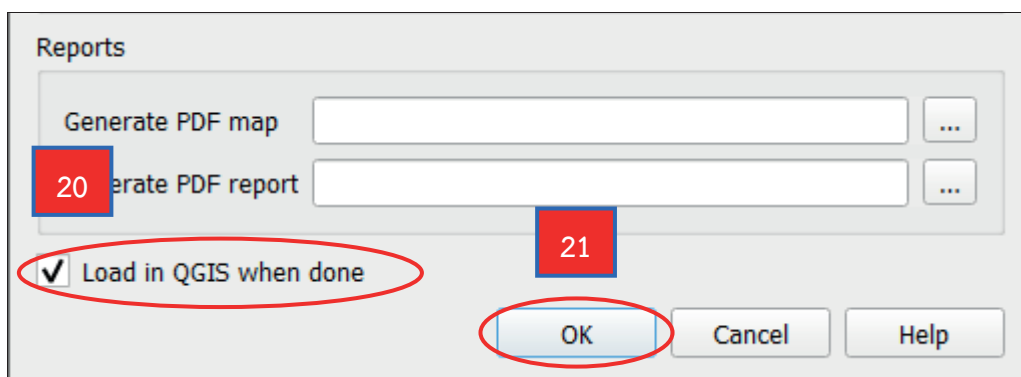 Reports
Generate PDF map
...
20
erate PDF report
...
21
Load in QGIS when done
OK
Cancel
Help